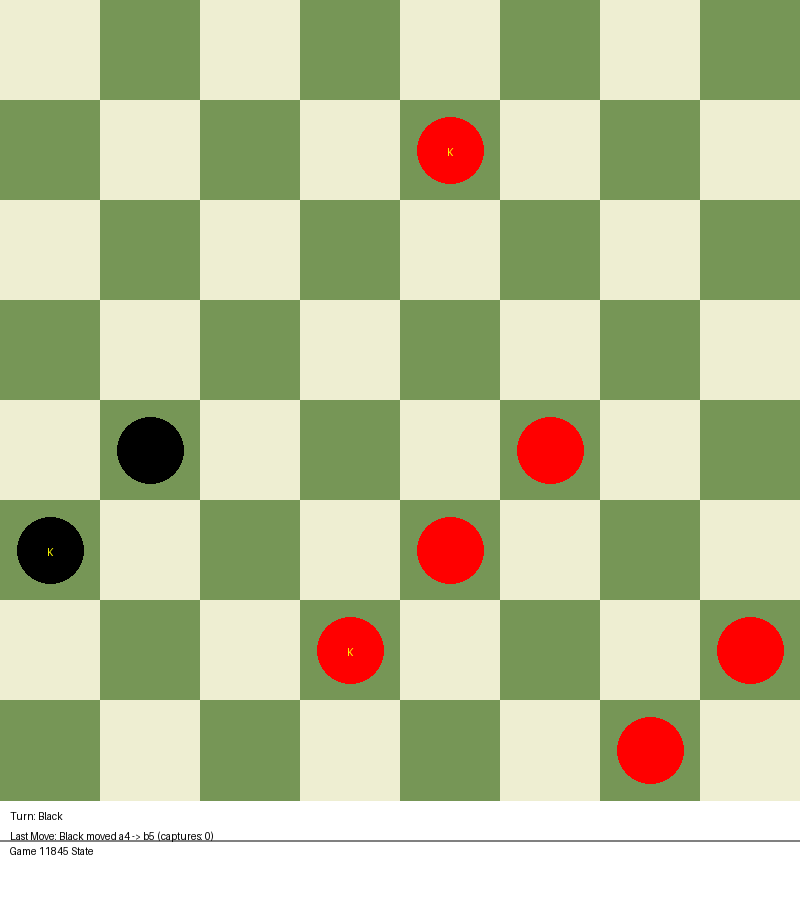 K
K
K
Turn: Black
Last Move: Black moved a4 -> b5 (captures: 0)
Game 11845 State